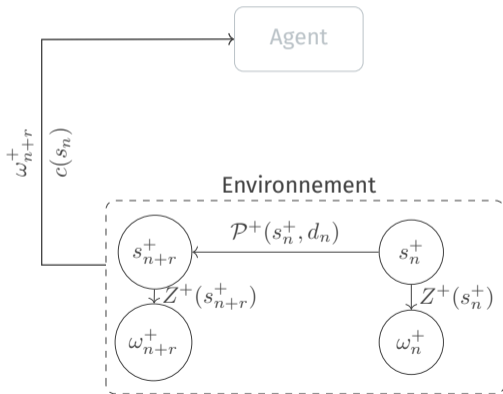 Agent
ω⁺ₙ₊ᵣ
c(sₙ)
Environnement
𝒫⁺(s⁺ₙ, dₙ)
s⁺ₙ₊ᵣ
s⁺ₙ
Z⁺(s⁺ₙ₊ᵣ)
Z⁺(s⁺ₙ)
ω⁺ₙ₊ᵣ
ω⁺ₙ